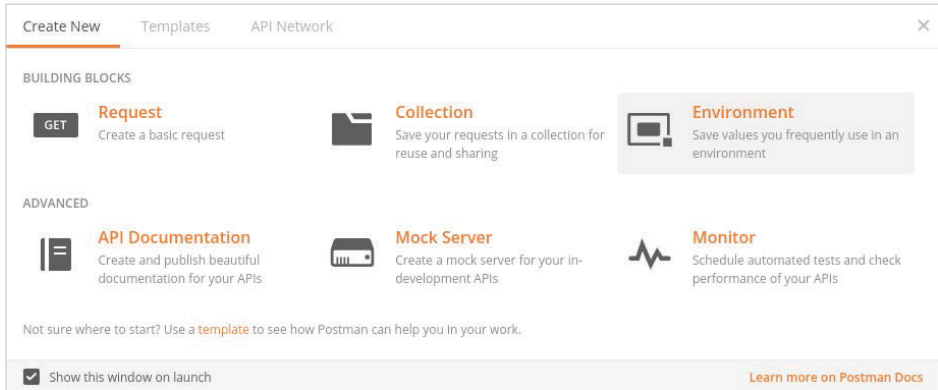 Create New Templates API Network
BUILDING BLOCKS
GET
Request
Create a basic request
Collection
Save your requests in a collection for
reuse and sharing
Environment
Save values you frequently use in an
environment
ADVANCED
API Documentation
Create and publish beautiful
documentation for your APIs
Mock Server
Create a mock server for your in-
development APIs
Monitor
Schedule automated tests and check
performance of your APIs
Not sure where to start? Use a template to see how Postman can help you in your work.
Show this window on launch
Learn more on Postman Docs